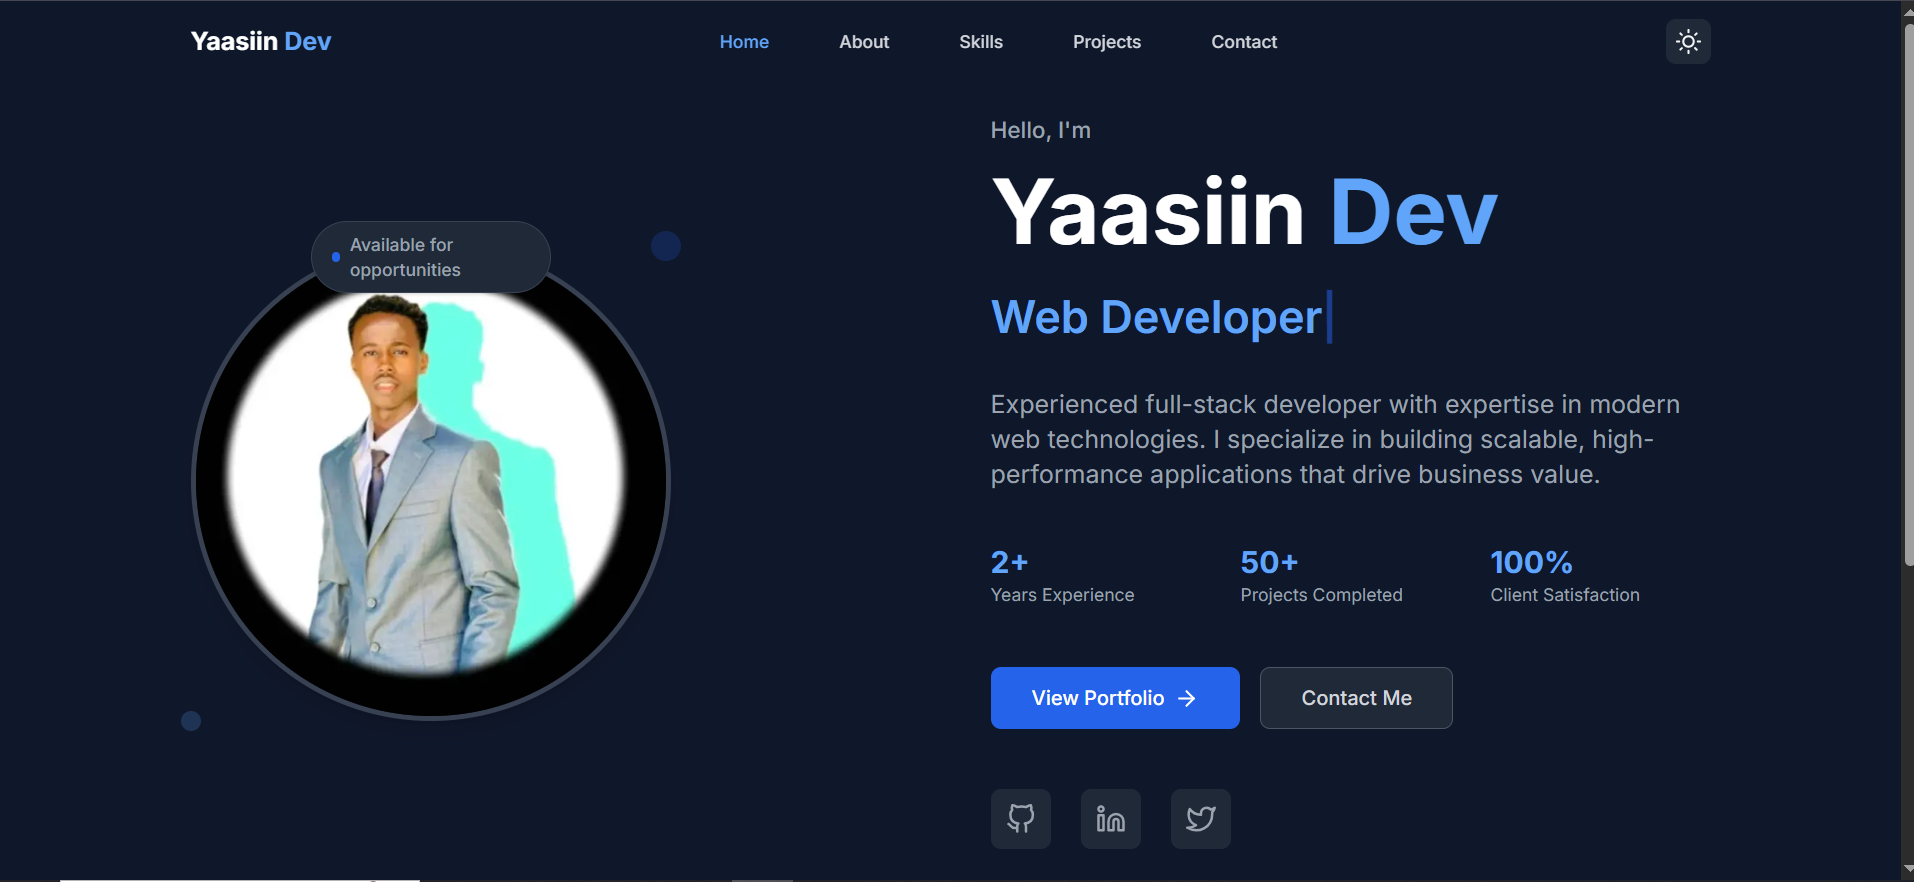 Yaasiin Dev
Home
About
Skills
Projects
Contact
Available for
opportunities
Hello, I'm
Yaasiin Dev
Web Developer
Experienced full-stack developer with expertise in modern
web technologies. I specialize in building scalable, high-
performance applications that drive business value.
2+
Years Experience
50+
Projects Completed
100%
Client Satisfaction
View Portfolio →
Contact Me